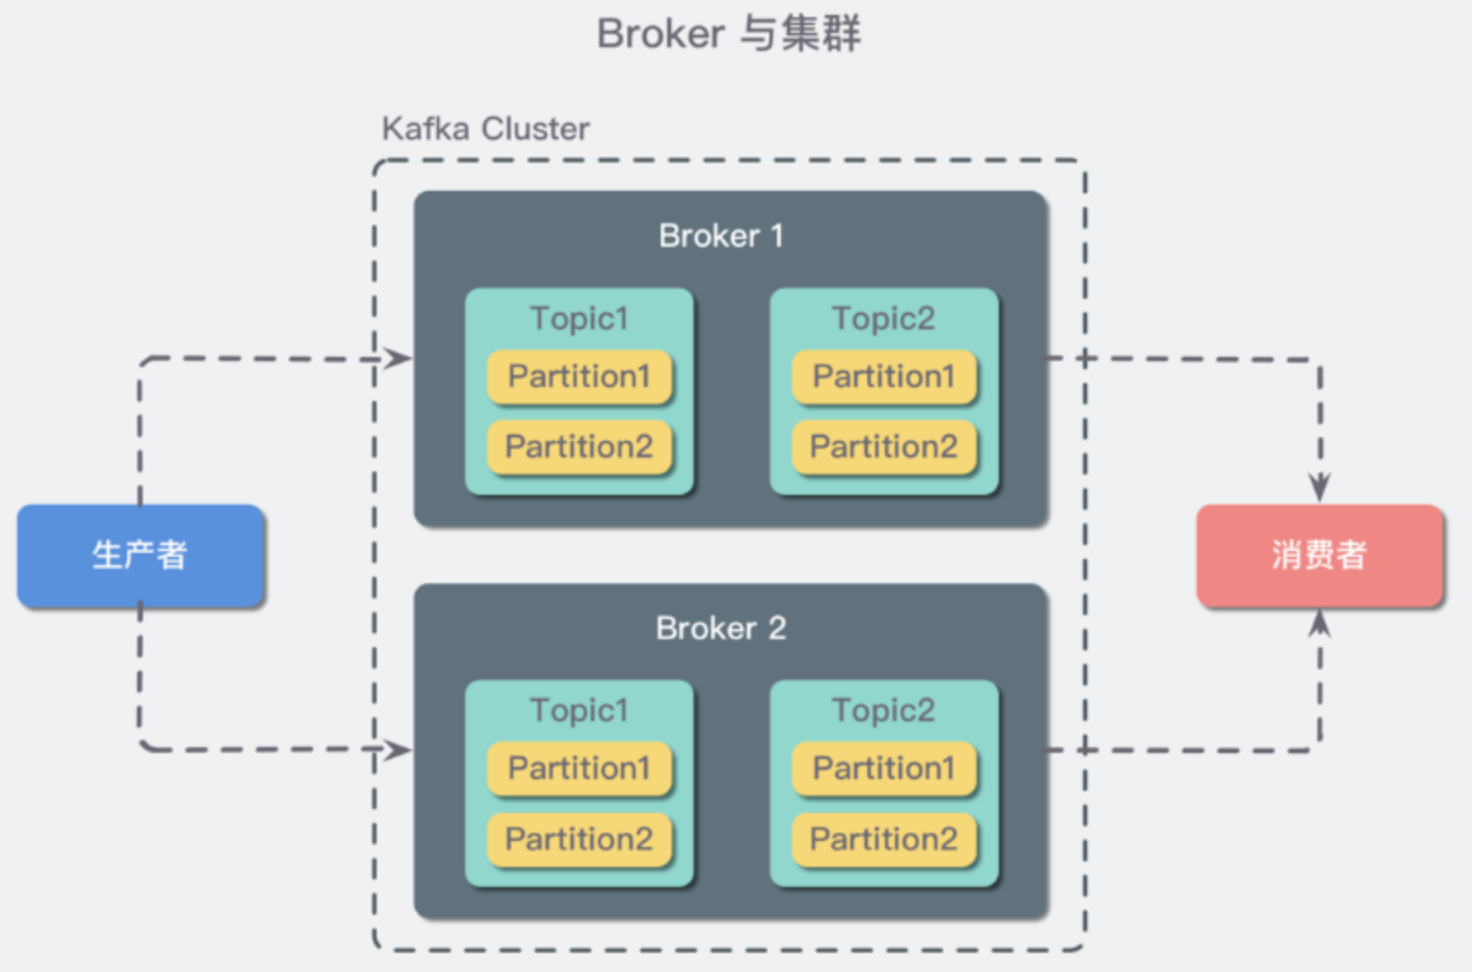 Broker 与集群
Kafka Cluster
Broker 1
Topic1
Partition1
Partition2
Topic2
Partition1
Partition2
生产者
消费者
Broker 2
Topic1
Partition1
Partition2
Topic2
Partition1
Partition2